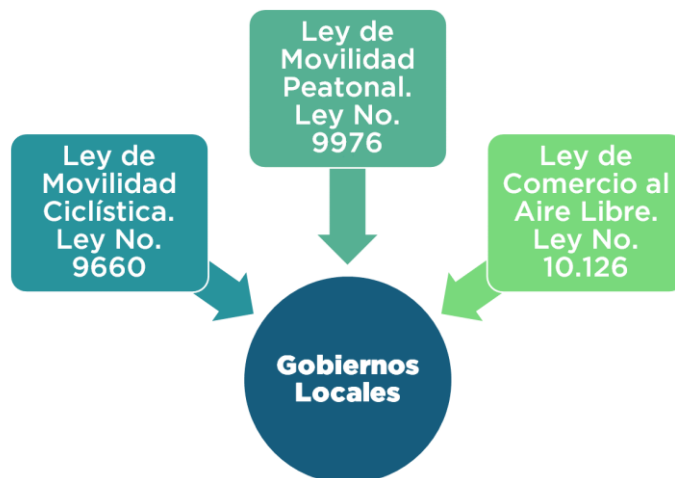 Ley de
Movilidad
Peatonal.
Ley No.
9976
Ley de
Movilidad
Ciclística.
Ley No.
9660
Ley de
Comercio al
Aire Libre.
Ley No.
10.126
Gobiernos
Locales